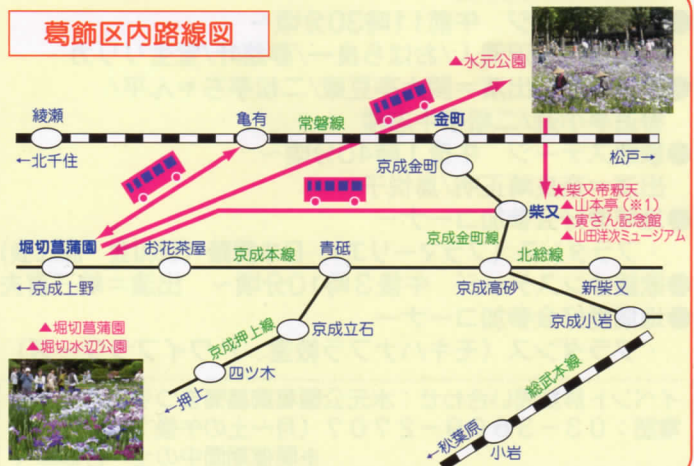 葛飾区内路線図
▲水元公園
綾瀬
亀有
常磐線
金町
←北千住
京成金町
松戸→
★柴又帝釈天
▲山本亭(※1)
▲寅さん記念館
▲山田洋次ミュージアム
柴又
京成金町線
堀切菖蒲園
お花茶屋
京成本線
青砥
北総線
←京成上野
京成高砂
新柴又
京成小岩
▲堀切菖蒲園
▲堀切水辺公園
京成押上線
京成立石
四ツ木
←押上
総武本線
←秋葉原
小岩